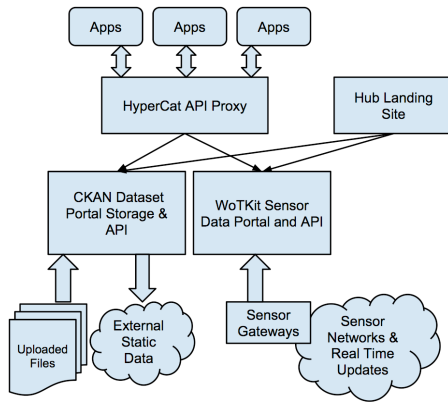 Apps
Apps
Apps
HyperCat API Proxy
Hub Landing
Site
CKAN Dataset
Portal Storage &
API
WoTKit Sensor
Data Portal and API
Uploaded
Files
External
Static
Data
Sensor
Gateways
Sensor
Networks &
Real Time
Updates